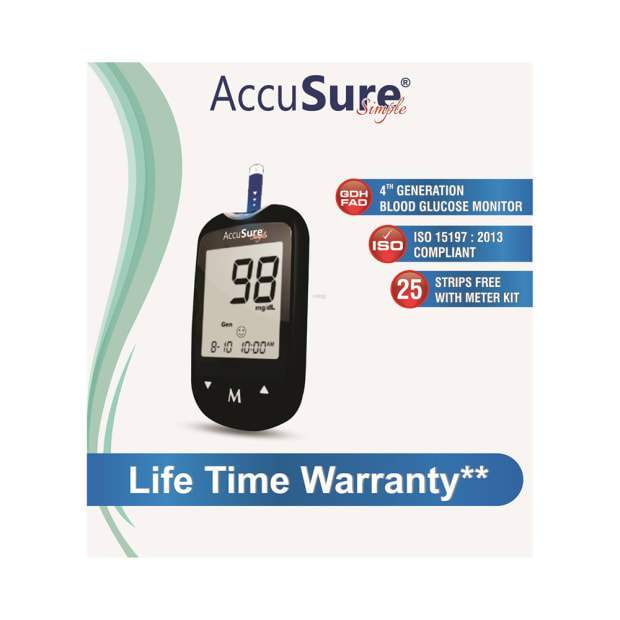 AccuSure®
Simple
GDH
FAD
4TH GENERATION
BLOOD GLUCOSE MONITOR
ISO
ISO 15197 : 2013
COMPLIANT
25
STRIPS FREE
WITH METER KIT
AccuSure
Simple
98
mg/dL
Gen
8-10 10:00AM
M
Life Time Warranty**